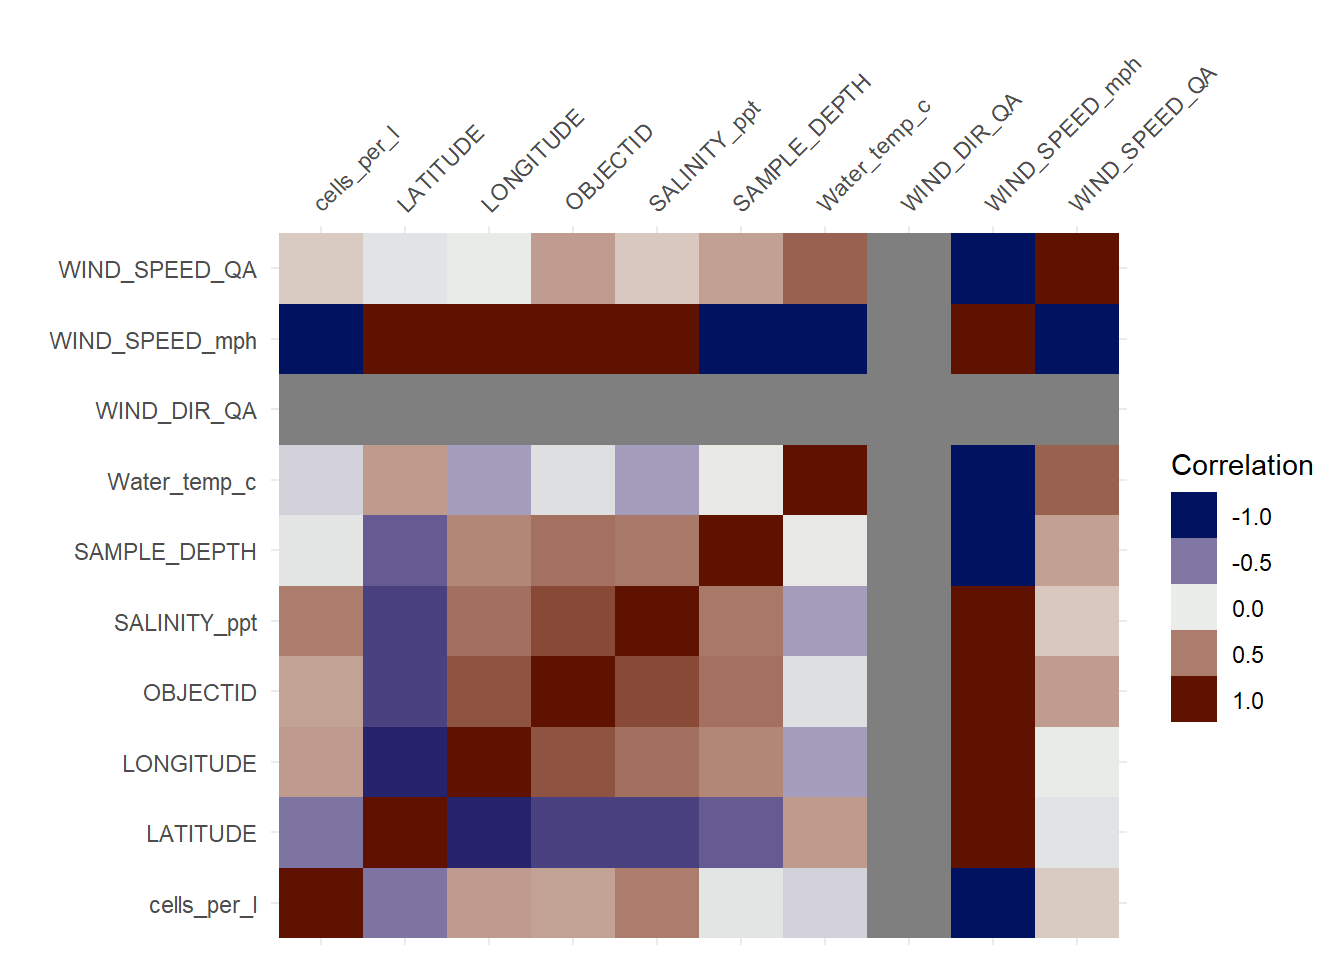 cells_per_l
LATITUDE
LONGITUDE
OBJECTID
SALINITY_ppt
SAMPLE_DEPTH
Water_temp_c
WIND_DIR_QA
WIND_SPEED_mph
WIND_SPEED_QA
WIND_SPEED_QA
WIND_SPEED_mph
WIND_DIR_QA
Water_temp_c
SAMPLE_DEPTH
SALINITY_ppt
OBJECTID
LONGITUDE
LATITUDE
cells_per_l
Correlation
-1.0
-0.5
0.0
0.5
1.0